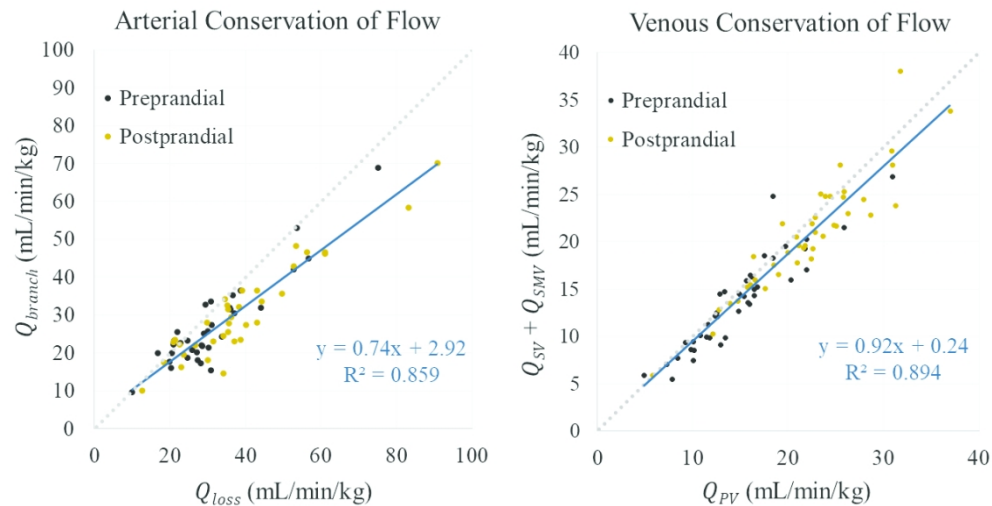 Arterial Conservation of Flow
100
90
80
70
60
50
40
30
20
10
0
Q_branch (mL/min/kg)
Preprandial
Postprandial
y = 0.74x + 2.92
R² = 0.859
0 20 40 60 80 100
Q_loss (mL/min/kg)
Venous Conservation of Flow
40
35
30
25
20
15
10
5
0
Q_SV + Q_SMV (mL/min/kg)
Preprandial
Postprandial
y = 0.92x + 0.24
R² = 0.894
0 10 20 30 40
Q_PV (mL/min/kg)